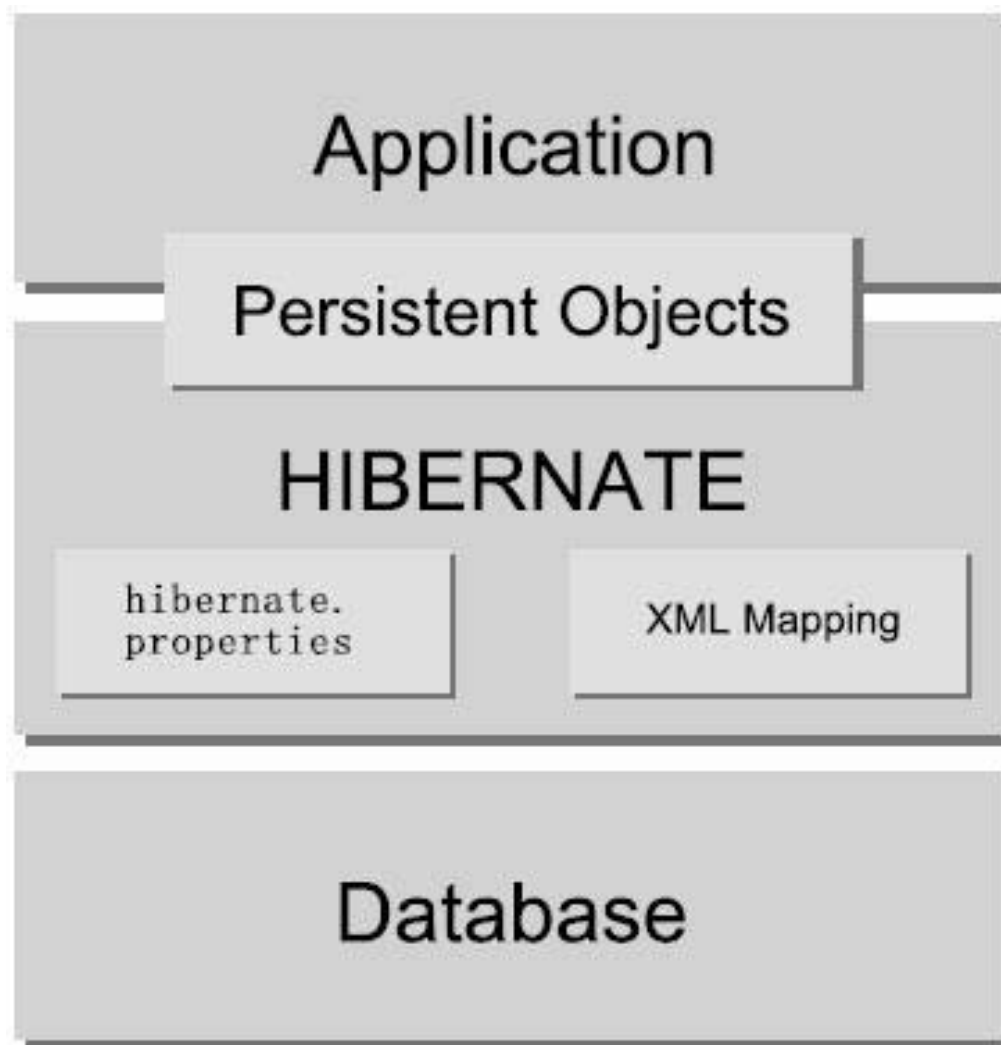 Application
Persistent Objects
HIBERNATE
hibernate.
properties
XML Mapping
Database